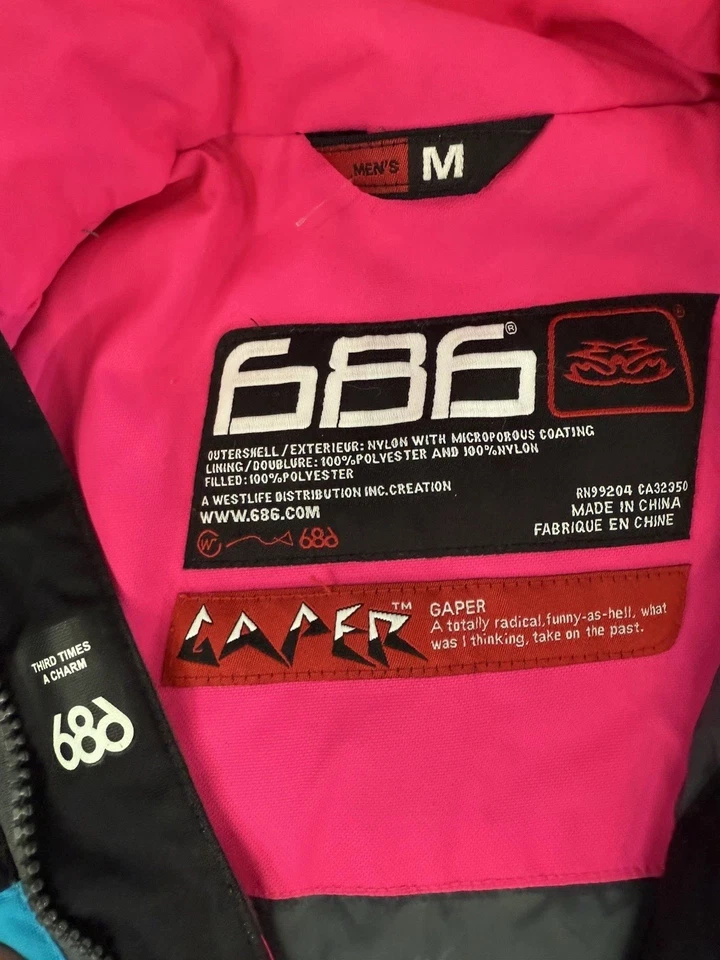 MEN'S M
686®
OUTERSHELL/EXTERIEUR: NYLON WITH MICROPOROUS COATING
LINING/DOUBLURE: 100%POLYESTER AND 100%NYLON
FILLED:100%POLYESTER
A WESTLIFE DISTRIBUTION INC.CREATION
WWW.686.COM
RN99204 CA32350
MADE IN CHINA
FABRIQUE EN CHINE
W 686
GAPER™
GAPER
A totally radical,funny-as-hell, what
was I thinking, take on the past.
THIRD TIMES
A CHARM
686